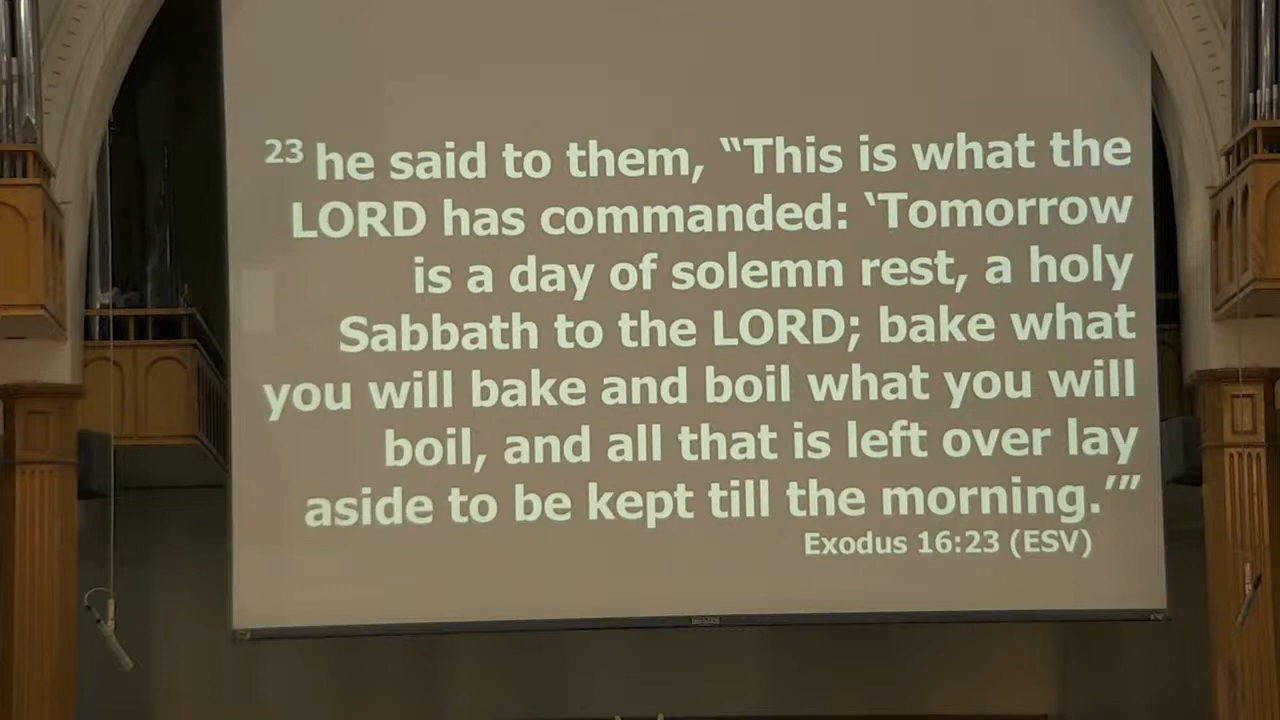 23 he said to them, “This is what the
LORD has commanded: ‘Tomorrow
is a day of solemn rest, a holy
Sabbath to the LORD; bake what
you will bake and boil what you will
boil, and all that is left over lay
aside to be kept till the morning.’”
Exodus 16:23 (ESV)